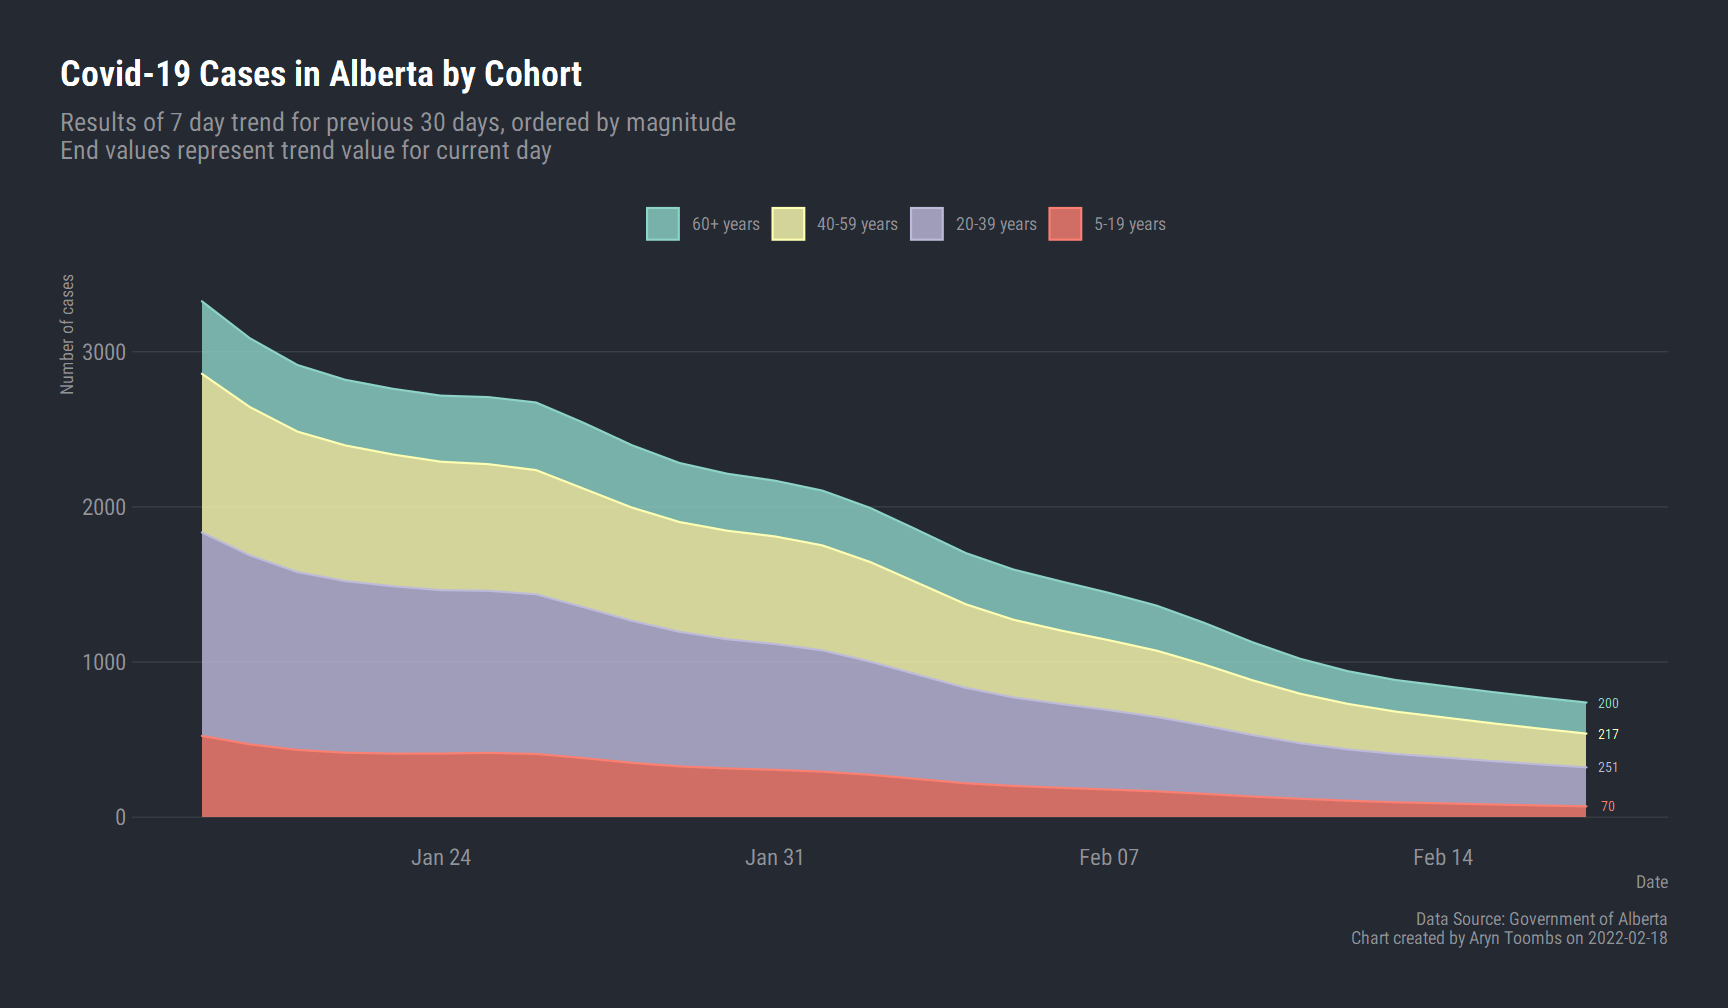 Covid-19 Cases in Alberta by Cohort
Results of 7 day trend for previous 30 days, ordered by magnitude
End values represent trend value for current day
60+ years
40-59 years
20-39 years
5-19 years
Number of cases
3000
2000
1000
0
200
217
251
70
Jan 24
Jan 31
Feb 07
Feb 14
Date
Data Source: Government of Alberta
Chart created by Aryn Toombs on 2022-02-18